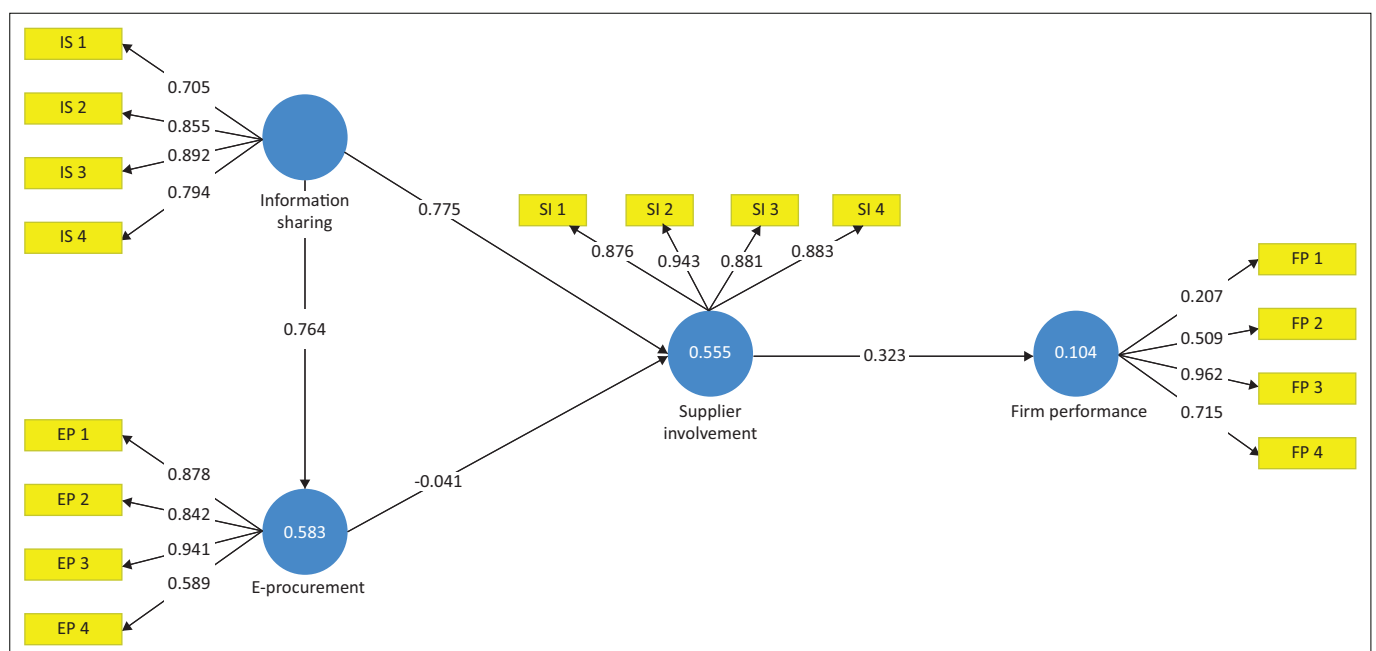 IS 1
0.705
IS 2
0.855
IS 3
0.892
IS 4
0.794
Information
sharing
0.775
0.764
SI 1
SI 2
SI 3
SI 4
0.876
0.943
0.881
0.883
0.555
Supplier
involvement
0.323
0.104
Firm performance
FP 1
0.207
FP 2
0.509
FP 3
0.962
FP 4
0.715
EP 1
0.878
EP 2
0.842
EP 3
0.941
EP 4
0.589
0.583
E-procurement
-0.041